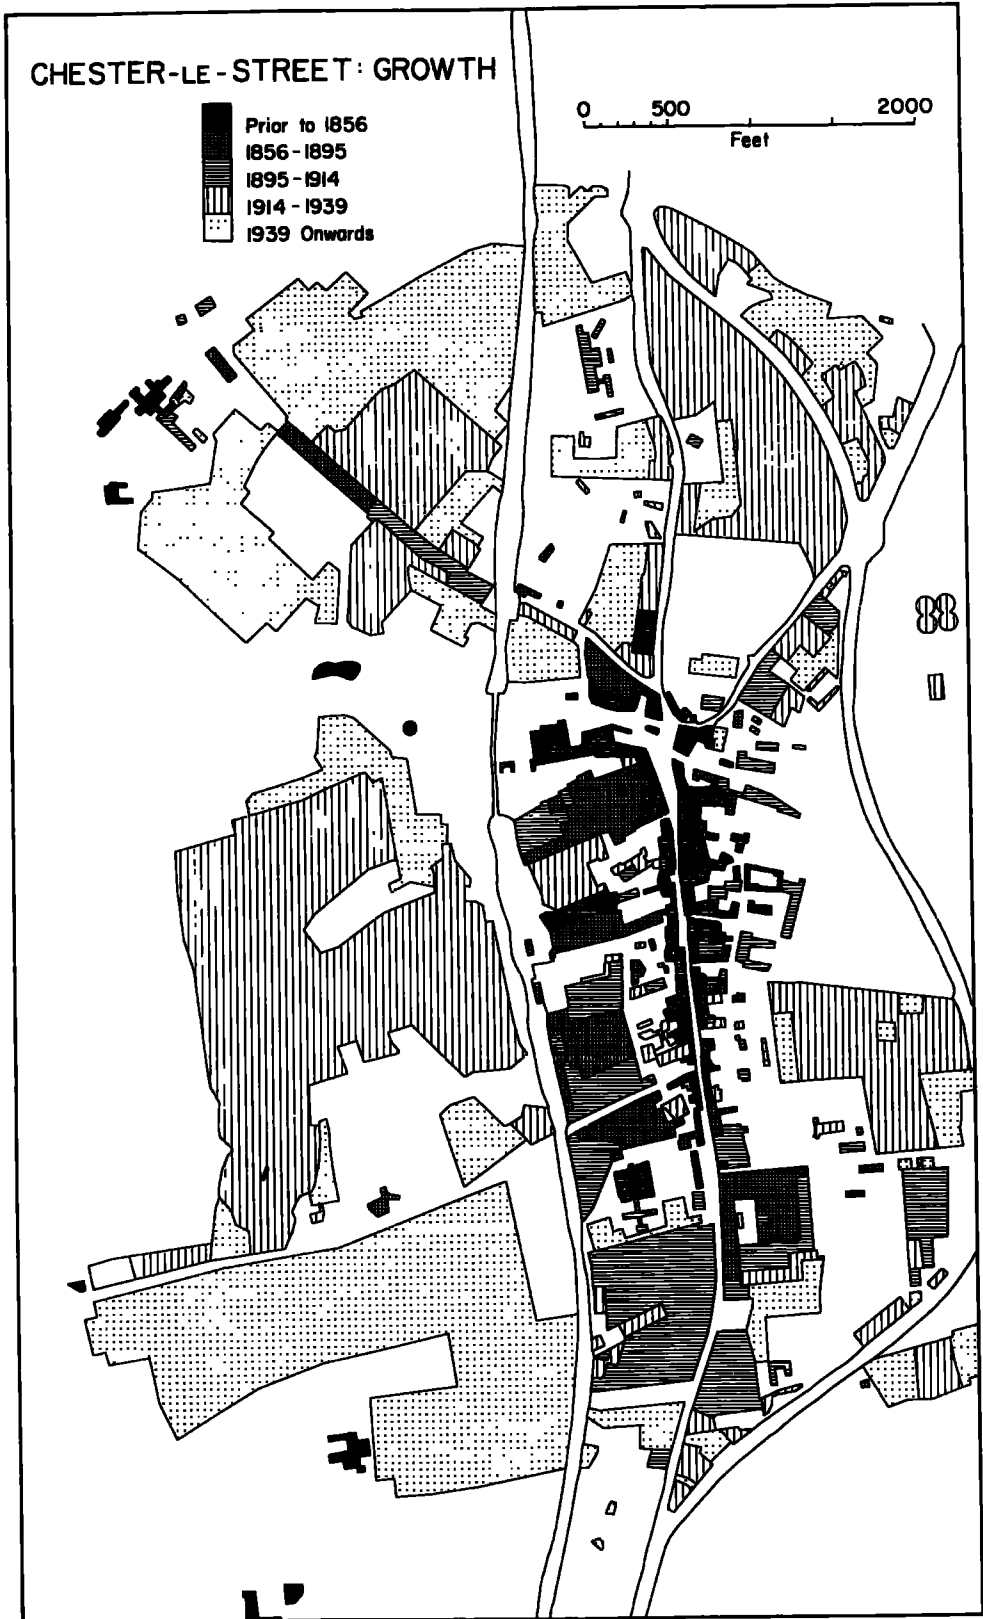 CHESTER-LE-STREET: GROWTH
Prior to 1856
1856-1895
1895-1914
1914-1939
1939 Onwards
0 500 2000
Feet